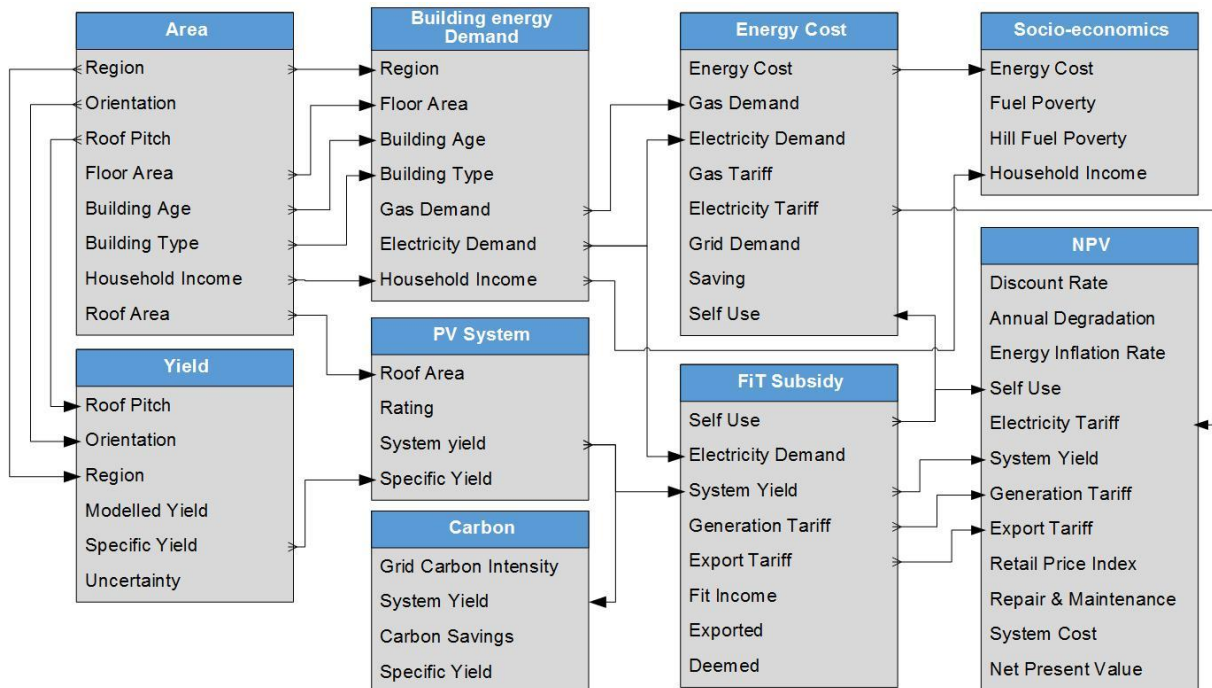 Area
Region
Orientation
Roof Pitch
Floor Area
Building Age
Building Type
Household Income
Roof Area
Yield
Roof Pitch
Orientation
Region
Modelled Yield
Specific Yield
Uncertainty
Building energy
Demand
Region
Floor Area
Building Age
Building Type
Gas Demand
Electricity Demand
Household Income
PV System
Roof Area
Rating
System yield
Specific Yield
Carbon
Grid Carbon Intensity
System Yield
Carbon Savings
Specific Yield
Energy Cost
Energy Cost
Gas Demand
Electricity Demand
Gas Tariff
Electricity Tariff
Grid Demand
Saving
Self Use
FiT Subsidy
Self Use
Electricity Demand
System Yield
Generation Tariff
Export Tariff
Fit Income
Exported
Deemed
Socio-economics
Energy Cost
Fuel Poverty
Hill Fuel Poverty
Household Income
NPV
Discount Rate
Annual Degradation
Energy Inflation Rate
Self Use
Electricity Tariff
System Yield
Generation Tariff
Export Tariff
Retail Price Index
Repair & Maintenance
System Cost
Net Present Value